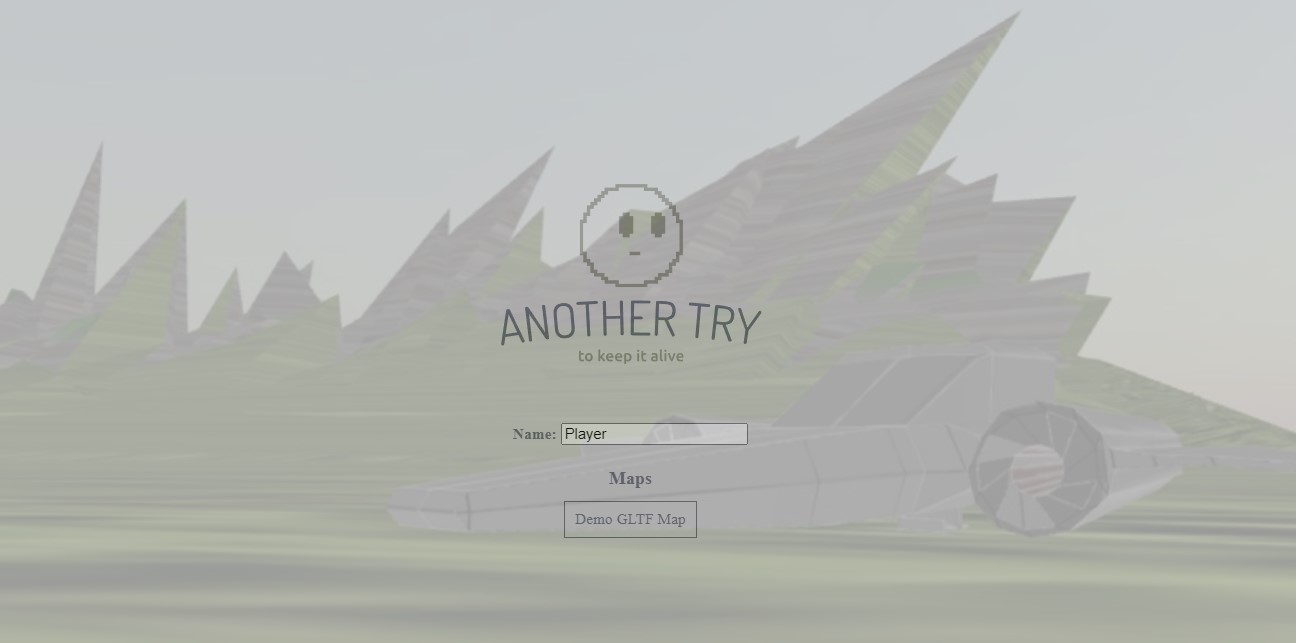 ANOTHER TRY
to keep it alive
Name: Player
Maps
Demo GLTF Map